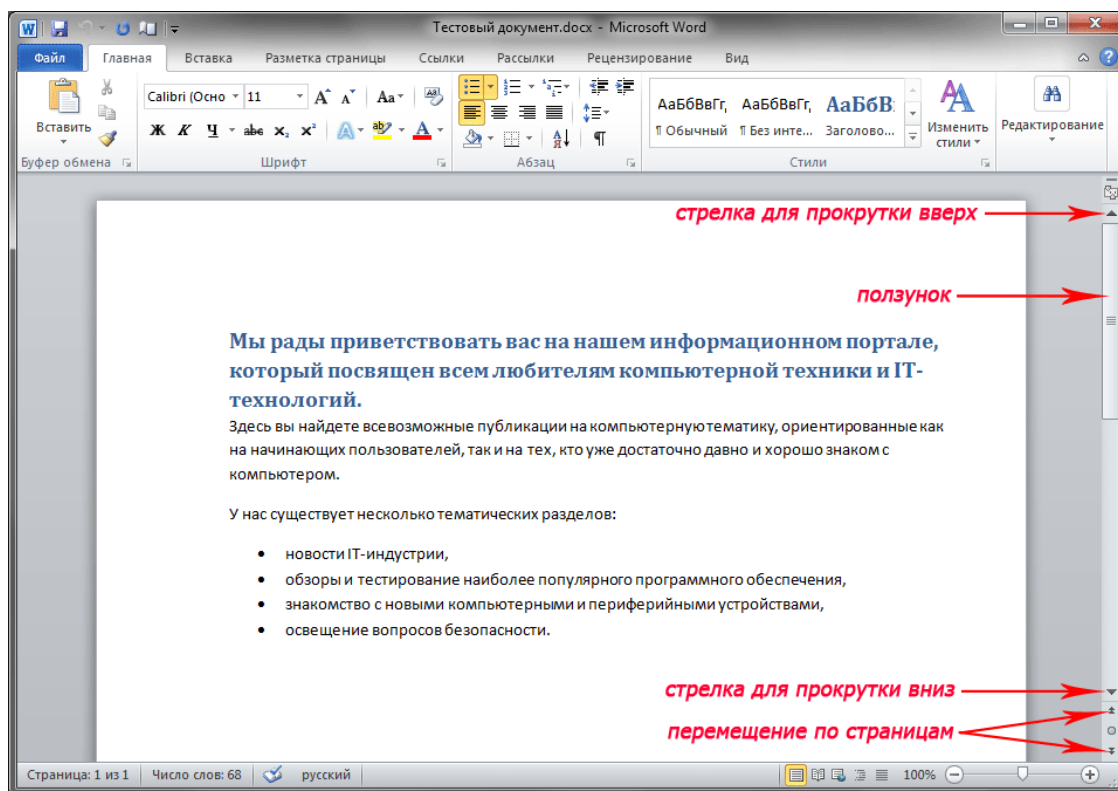 Тестовый документ.docx - Microsoft Word
Файл Главная Вставка Разметка страницы Ссылки Рассылки Рецензирование Вид
Calibri (Осно 11 Aa
Вставить
Ж К Ч abe x₂ x² A ab A
АаБбВвГг, АаБбВвГг, АаБбВ
¶ Обычный ¶ Без инте... Заголово...
Изменить стили
Редактирование
Буфер обмена Шрифт Абзац Стили
стрелка для прокрутки вверх
ползунок
Мы рады приветствовать вас на нашем информационном портале,
который посвящен всем любителям компьютерной техники и IT-
технологий.
Здесь вы найдете всевозможные публикации на компьютерную тематику, ориентированные как
на начинающих пользователей, так и на тех, кто уже достаточно давно и хорошо знаком с
компьютером.
У нас существует несколько тематических разделов:
• новости IT-индустрии,
• обзоры и тестирование наиболее популярного программного обеспечения,
• знакомство с новыми компьютерными и периферийными устройствами,
• освещение вопросов безопасности.
стрелка для прокрутки вниз
перемещение по страницам
Страница: 1 из 1 Число слов: 68 русский 100%